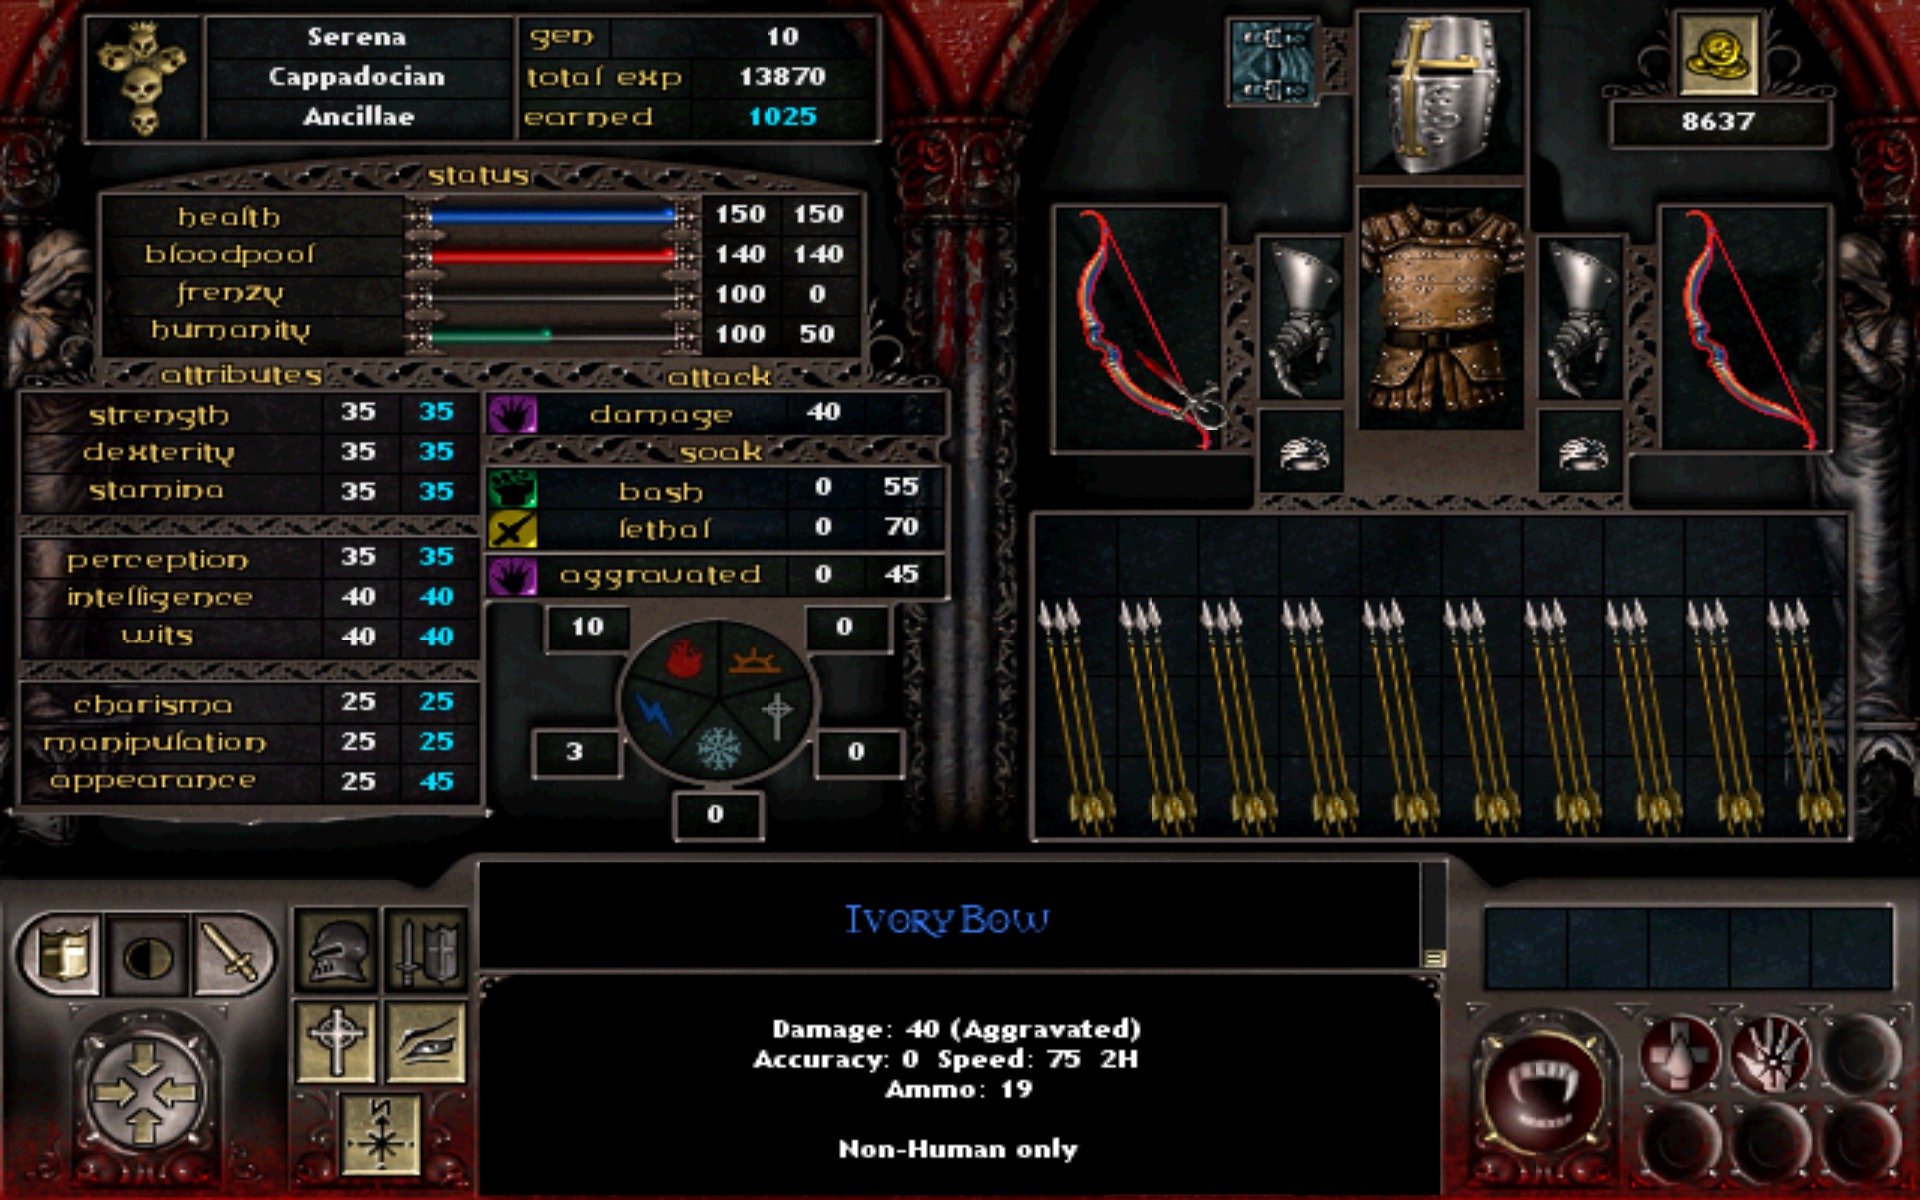 Serena
Cappadocian
Ancillae
gen 10
total exp 13870
earned 1025
8637
status
health 150 150
bloodpool 140 140
frenzy 100 0
humanity 100 50
attributes
strength 35 35
dexterity 35 35
stamina 35 35
perception 35 35
intelligence 40 40
wits 40 40
charisma 25 25
manipulation 25 25
appearance 25 45
attack
damage 40
soak
bash 0 55
lethal 0 70
aggravated 0 45
10
0
3
0
0
Ivory Bow
Damage: 40 (Aggravated)
Accuracy: 0 Speed: 75 2H
Ammo: 19
Non-Human only
N